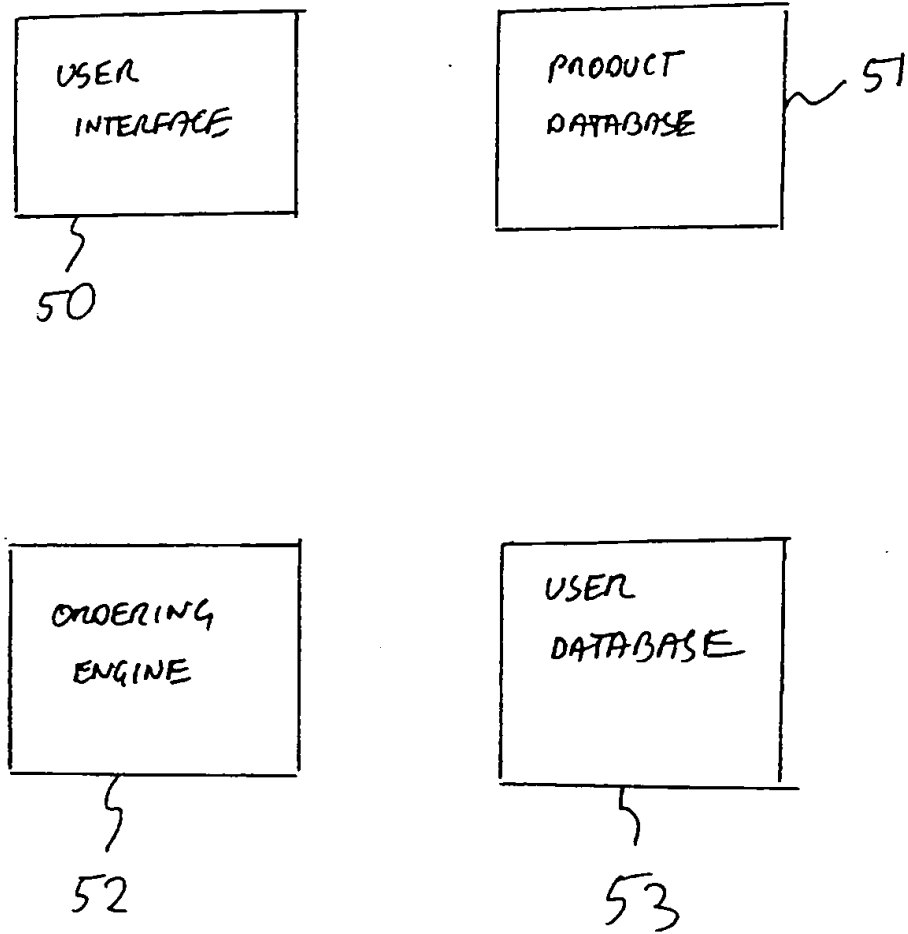 USER
INTERFACE
50
PRODUCT
DATABASE
51
ORDERING
ENGINE
52
USER
DATABASE
53